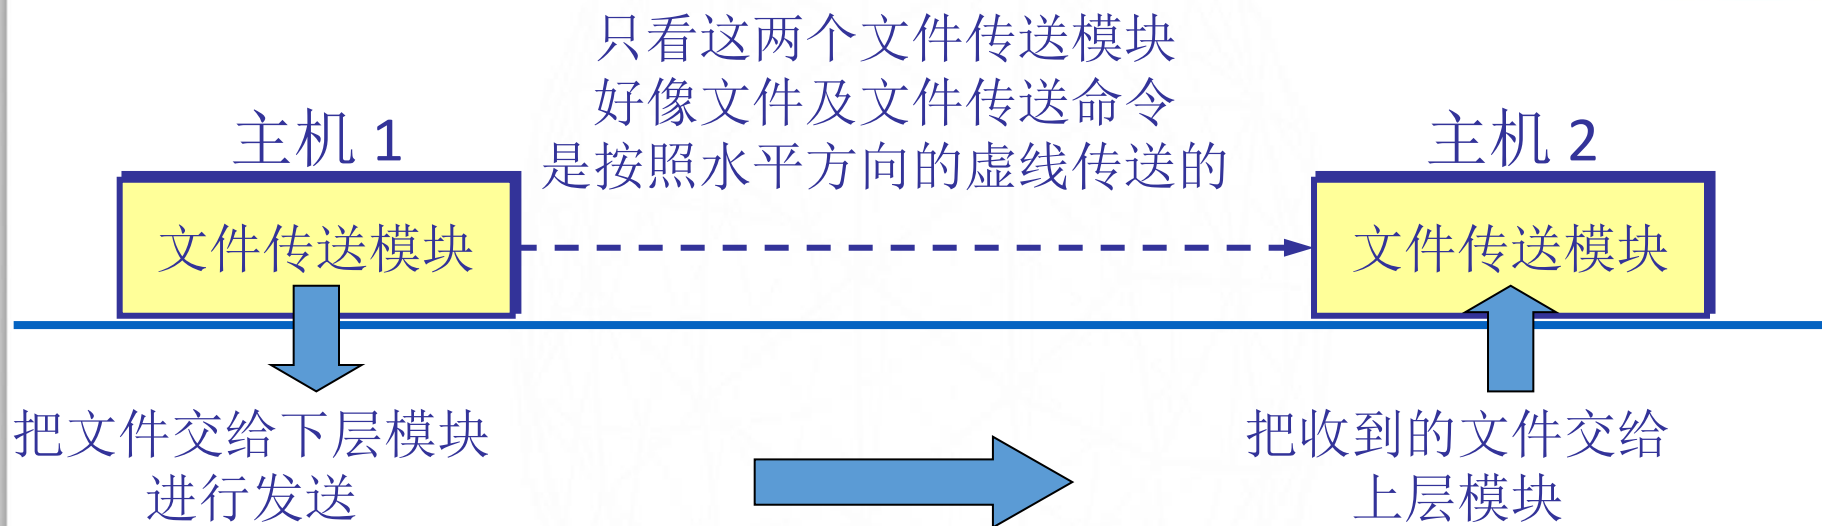 只看这两个文件传送模块
好像文件及文件传送命令
是按照水平方向的虚线传送的
主机 1
主机 2
文件传送模块
文件传送模块
把文件交给下层模块
进行发送
把收到的文件交给
上层模块